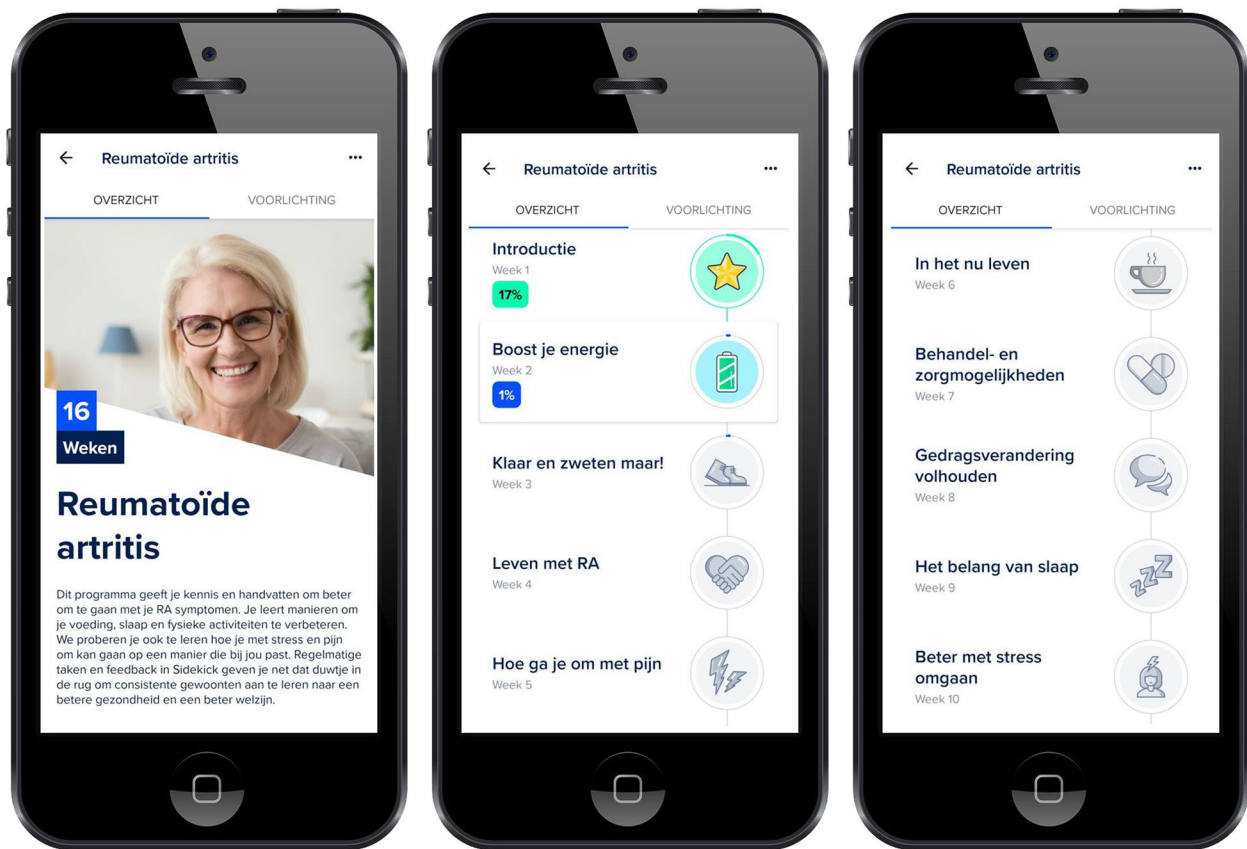 Reumatoïde artritis
OVERZICHT
VOORLICHTING
16
Weken
Reumatoïde
artritis
Dit programma geeft je kennis en handvatten om beter
om te gaan met je RA symptomen. Je leert manieren om
je voeding, slaap en fysieke activiteiten te verbeteren.
We proberen je ook te leren hoe je met stress en pijn
om kan gaan op een manier die bij jou past. Regelmatige
taken en feedback in Sidekick geven je net dat duwtje in
de rug om consistente gewoonten aan te leren naar een
betere gezondheid en een beter welzijn.
Reumatoïde artritis
OVERZICHT
VOORLICHTING
Introductie
Week 1
17%
Boost je energie
Week 2
1%
Klaar en zweten maar!
Week 3
Leven met RA
Week 4
Hoe ga je om met pijn
Week 5
Reumatoïde artritis
OVERZICHT
VOORLICHTING
In het nu leven
Week 6
Behandel- en
zorgmogelijkheden
Week 7
Gedragsverandering
volhouden
Week 8
Het belang van slaap
Week 9
Beter met stress
omgaan
Week 10